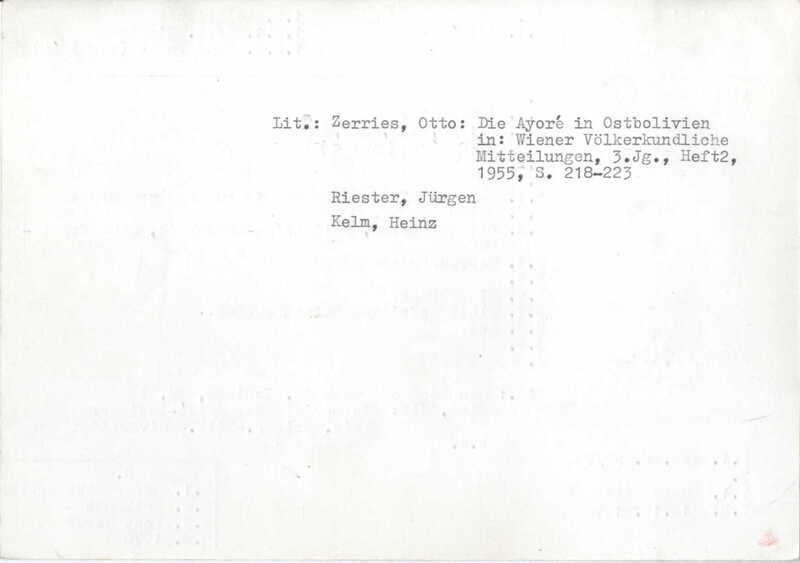 Lit.: Zerries, Otto: Die Ayoré in Ostbolivien
in: Wiener Völkerkundliche
Mitteilungen, 3.Jg., Heft2,
1955, S. 218-223
Riester, Jürgen
Kelm, Heinz